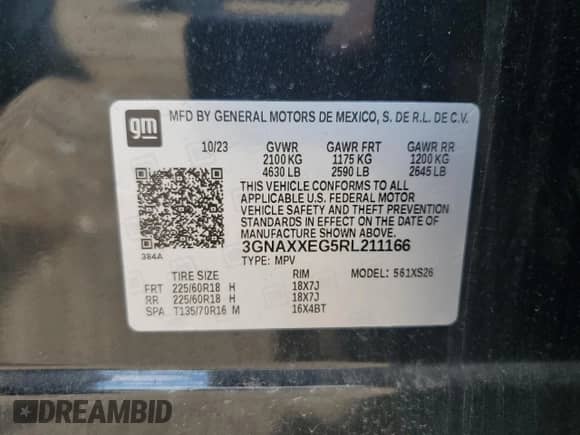 gm MFD BY GENERAL MOTORS DE MEXICO, S. DE R.L. DE C.V.
10/23 GVWR GAWR FRT GAWR RR
2100 KG 1175 KG 1200 KG
4630 LB 2590 LB 2645 LB
THIS VEHICLE CONFORMS TO ALL
APPLICABLE U.S. FEDERAL MOTOR
VEHICLE SAFETY AND THEFT PREVENTION
STANDARDS IN EFFECT ON THE DATE OF
MANUFACTURE SHOWN ABOVE.
3GNAXXEG5RL211166
384A
TYPE: MPV MODEL: 561XS26
TIRE SIZE RIM
FRT 225/60R18 H 18X7J
RR 225/60R18 H 18X7J
SPA T135/70R16 M 16X4BT
DREAMBID